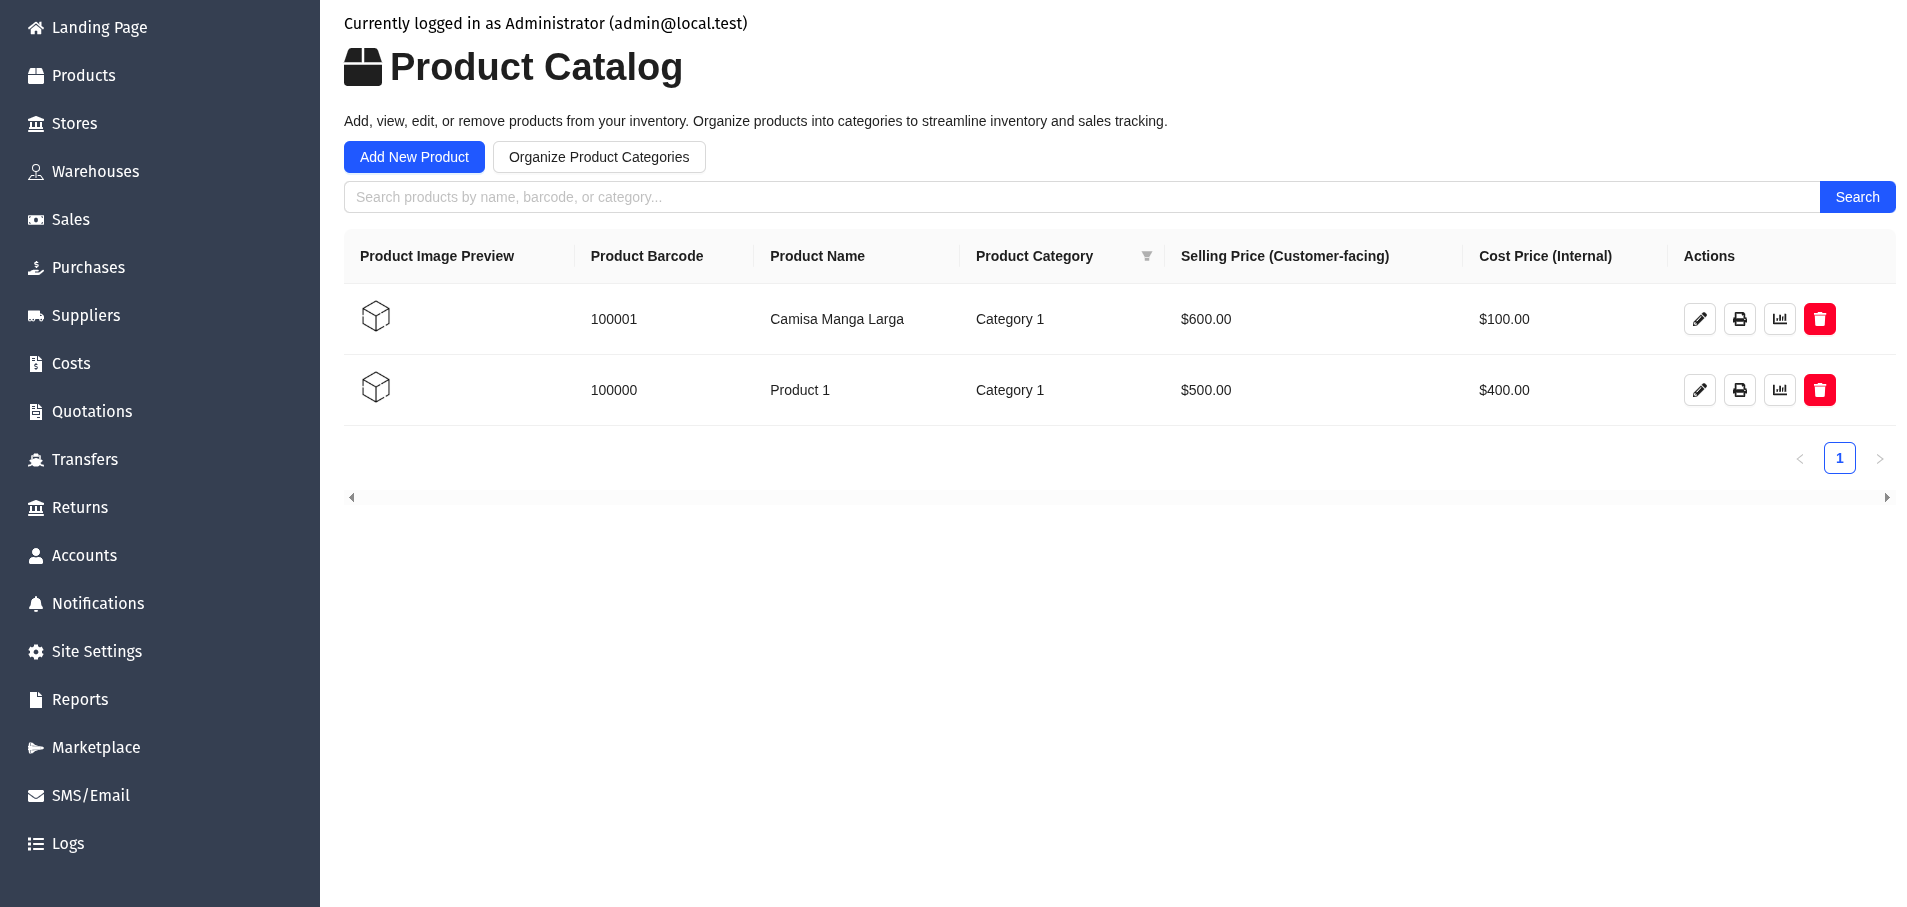 Landing Page
Products
Stores
Warehouses
Sales
Purchases
Suppliers
Costs
Quotations
Transfers
Returns
Accounts
Notifications
Site Settings
Reports
Marketplace
SMS/Email
Logs
Currently logged in as Administrator (admin@local.test)
Product Catalog
Add, view, edit, or remove products from your inventory. Organize products into categories to streamline inventory and sales tracking.
Add New Product Organize Product Categories
Search products by name, barcode, or category... Search
Product Image Preview Product Barcode Product Name Product Category Selling Price (Customer-facing) Cost Price (Internal) Actions
100001 Camisa Manga Larga Category 1 $600.00 $100.00
100000 Product 1 Category 1 $500.00 $400.00
1